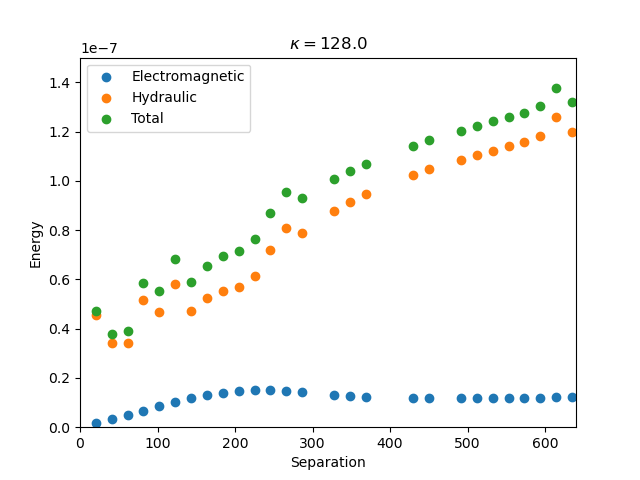 κ = 128.0
1e−7
Electromagnetic
Hydraulic
Total
1.4
1.2
1.0
0.8
0.6
0.4
0.2
0.0
Energy
0 100 200 300 400 500 600
Separation